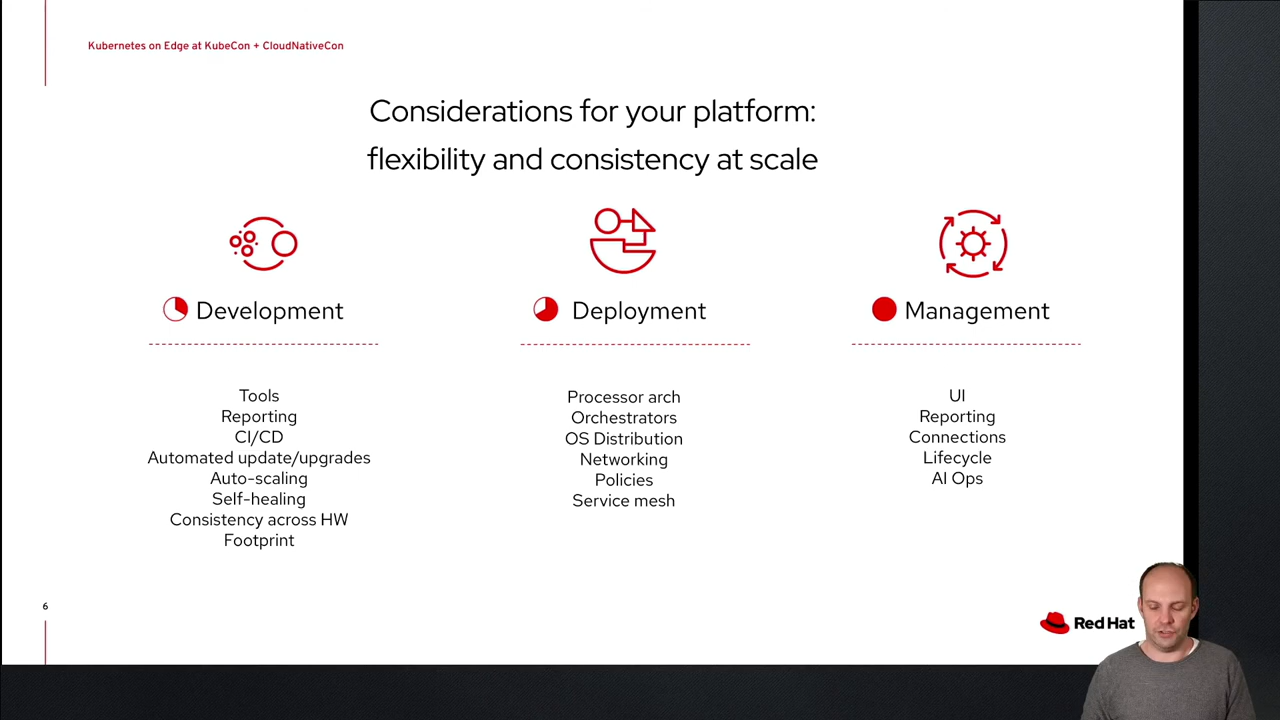 Kubernetes on Edge at KubeCon + CloudNativeCon
Considerations for your platform:
flexibility and consistency at scale
Development
Tools
Reporting
CI/CD
Automated update/upgrades
Auto-scaling
Self-healing
Consistency across HW
Footprint
Deployment
Processor arch
Orchestrators
OS Distribution
Networking
Policies
Service mesh
Management
UI
Reporting
Connections
Lifecycle
AI Ops
6
Red Hat